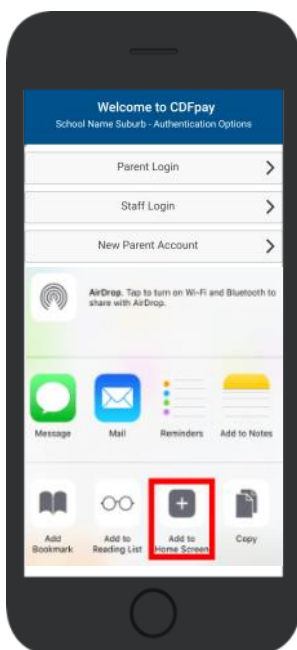 Welcome to CDFpay
School Name Suburb - Authentication Options
Parent Login
Staff Login
New Parent Account
AirDrop. Tap to turn on Wi-Fi and Bluetooth to
share with AirDrop.
Message Mail Reminders Add to Notes
Add Bookmark
Add to Reading List
Add to Home Screen
Copy